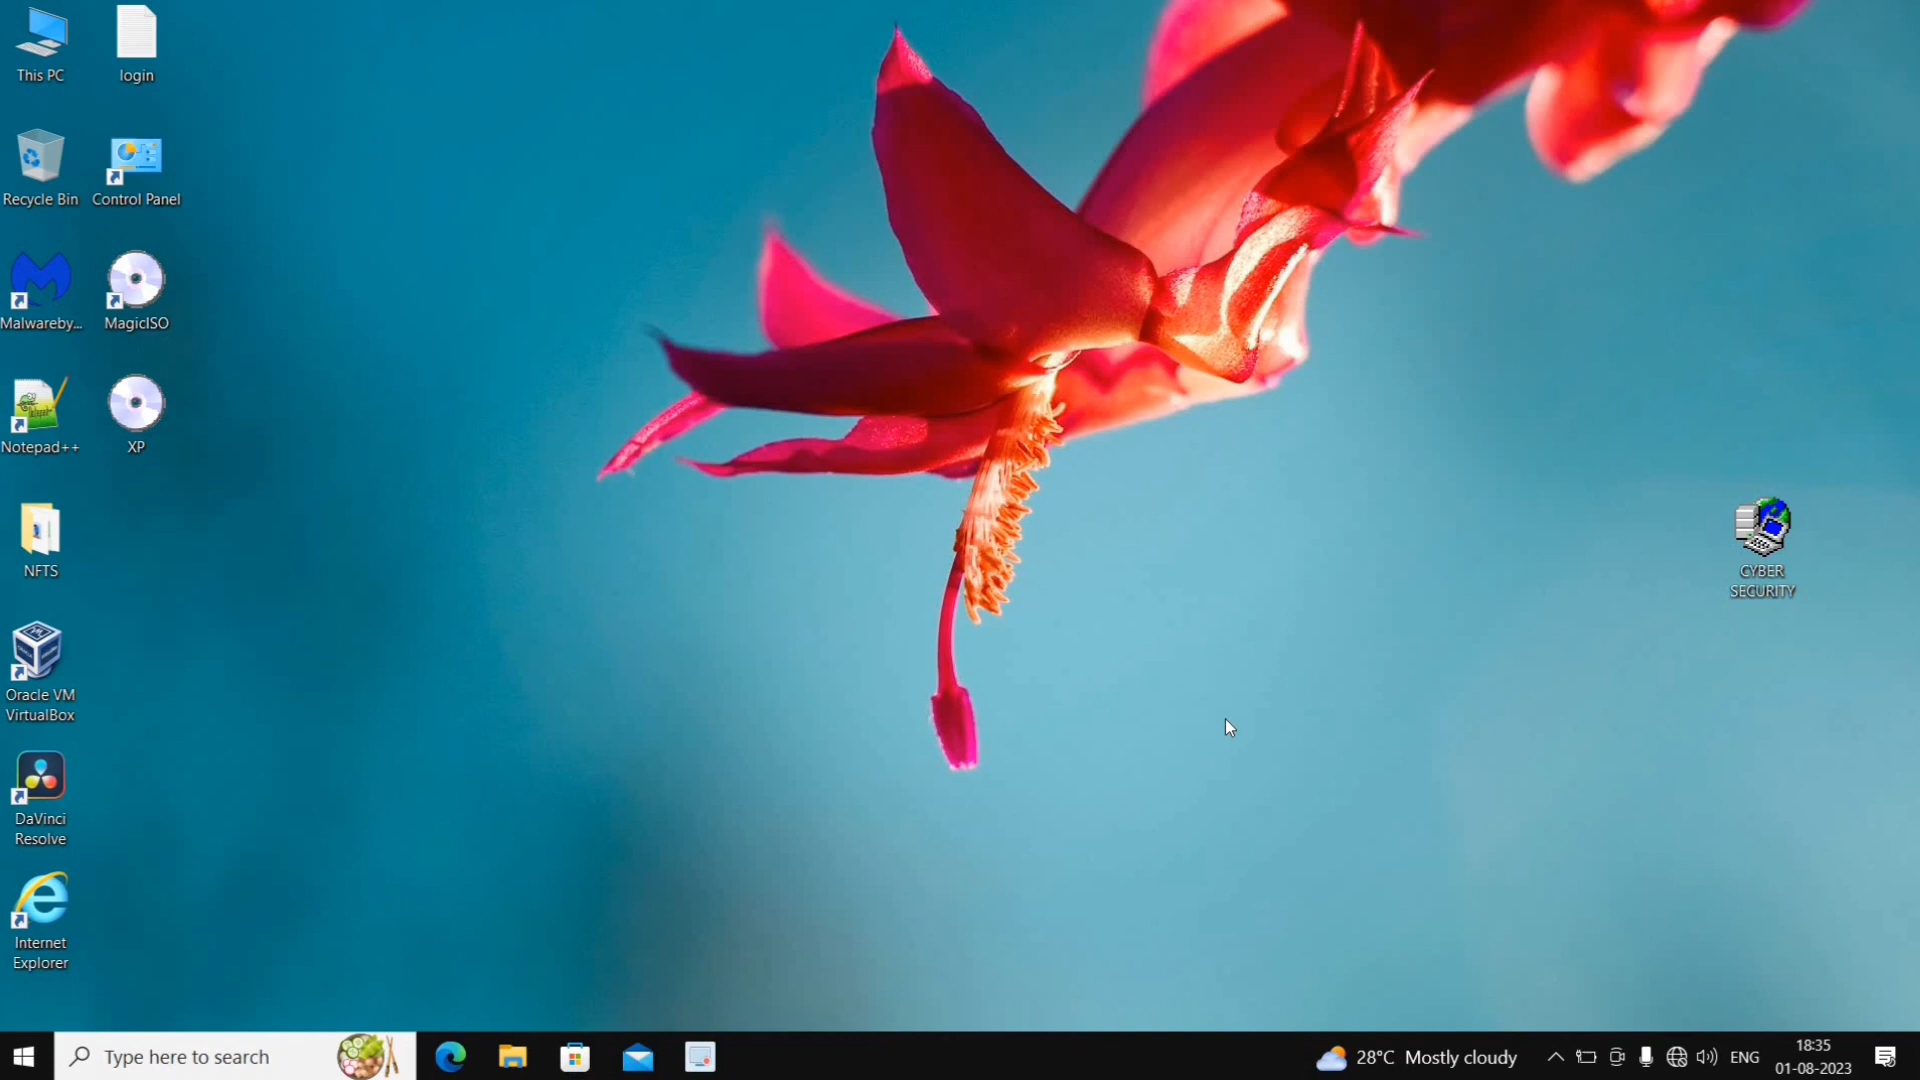 This PC
login
Recycle Bin
Control Panel
Malwareby...
MagicISO
Notepad++
XP
NFTS
CYBER
SECURITY
Oracle VM
VirtualBox
DaVinci
Resolve
Internet
Explorer
Type here to search
28°C Mostly cloudy
ENG
18:35
01-08-2023